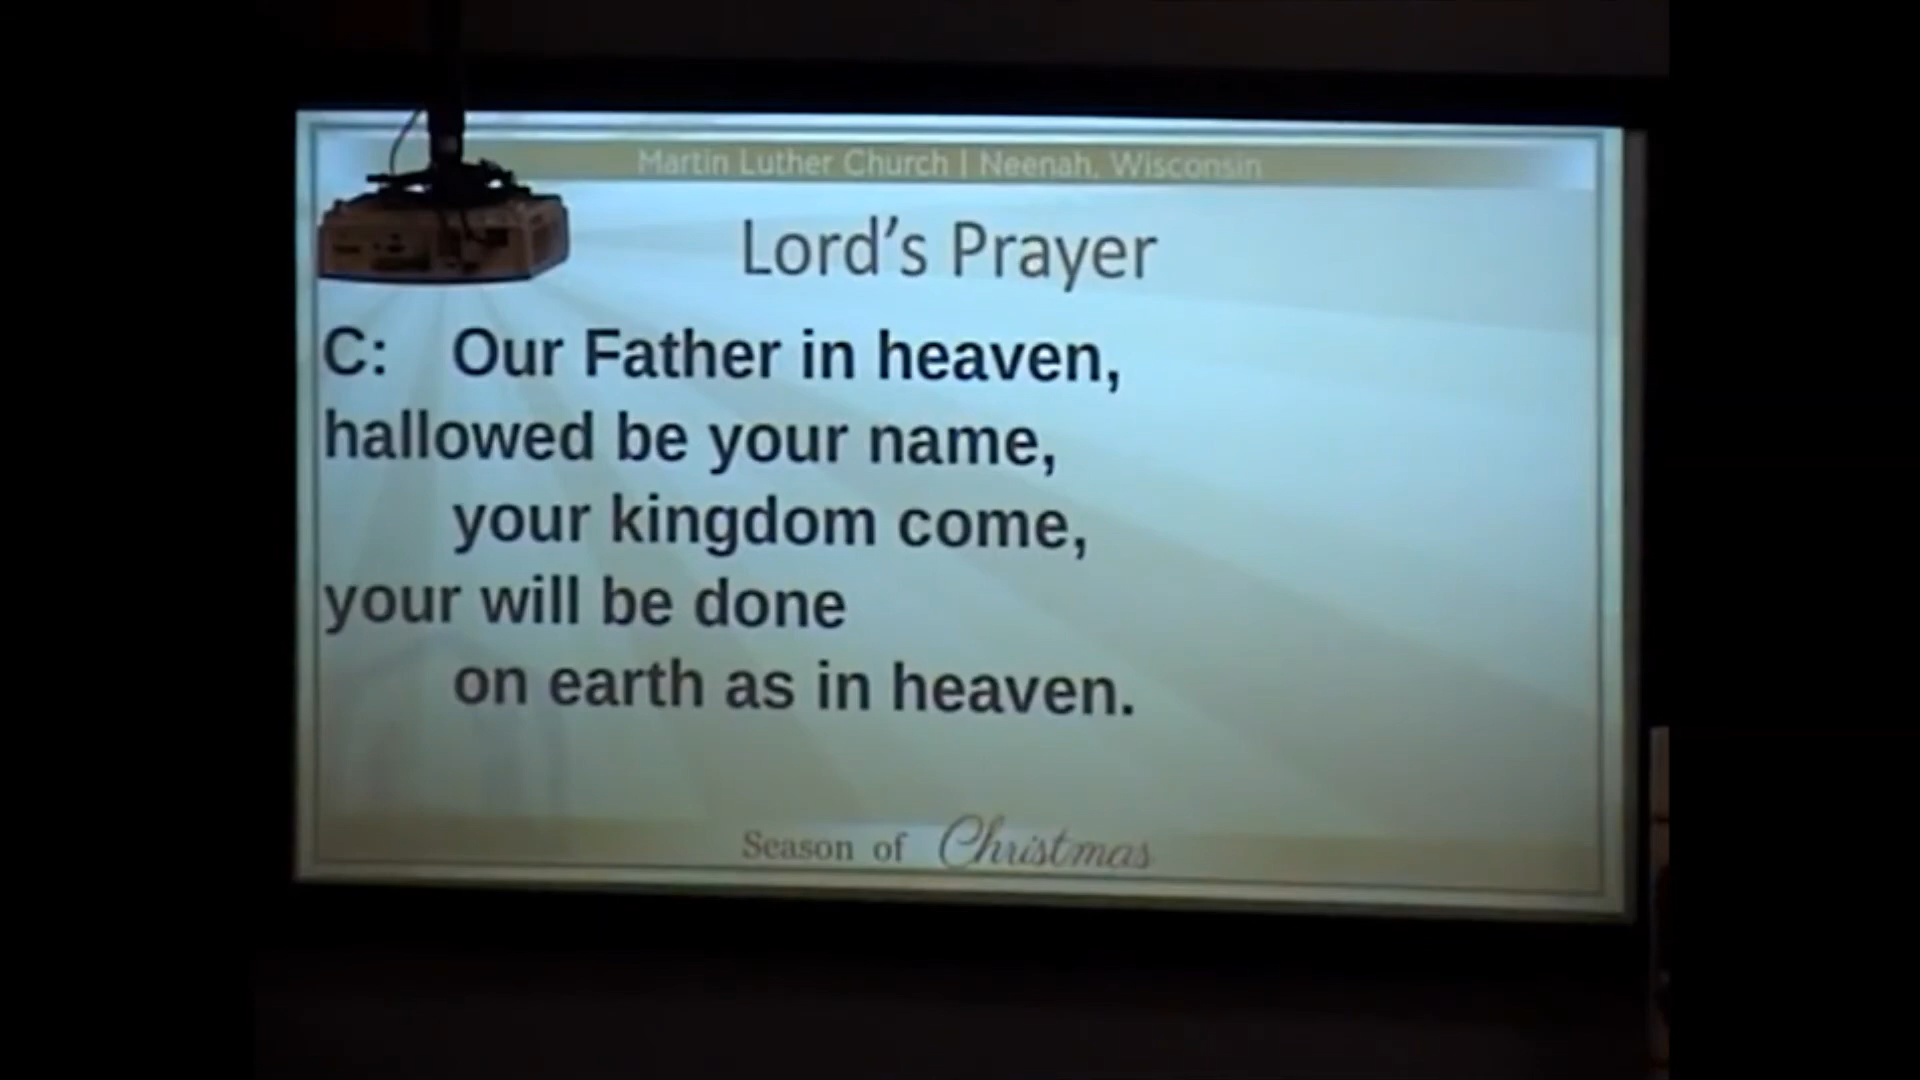 Martin Luther Church | Neenah, Wisconsin
Lord’s Prayer
C: Our Father in heaven,
hallowed be your name,
your kingdom come,
your will be done
on earth as in heaven.
Season of Christmas